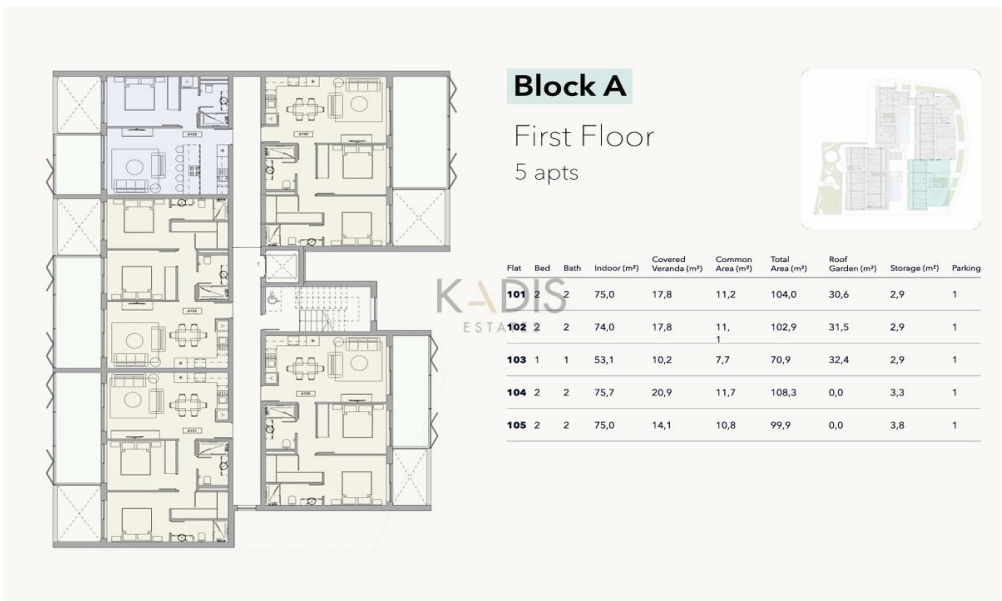 Block A
First Floor
5 apts
Flat Bed Bath Indoor (m²) Covered Veranda (m²) Common Area (m²) Total Area (m²) Roof Garden (m²) Storage (m²) Parking
101 2 2 75,0 17,8 11,2 104,0 30,6 2,9 1
102 2 2 74,0 17,8 11,1 102,9 31,5 2,9 1
103 1 1 53,1 10,2 7,7 70,9 32,4 2,9 1
104 2 2 75,7 20,9 11,7 108,3 0,0 3,3 1
105 2 2 75,0 14,1 10,8 99,9 0,0 3,8 1
KADIS
ESTATES
A103
A104
A102
A105
A101